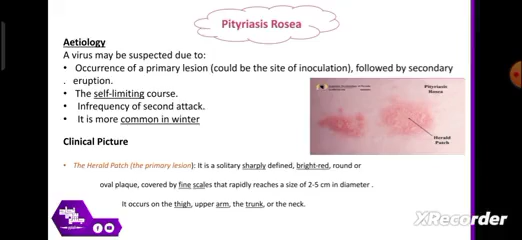 Pityriasis Rosea
Aetiology
A virus may be suspected due to:
• Occurrence of a primary lesion (could be the site of inoculation), followed by secondary
. eruption.
• The self-limiting course.
• Infrequency of second attack.
• It is more common in winter
Pityriasis
Rosea
Herald
Patch
Clinical Picture
• The Herald Patch (the primary lesion): It is a solitary sharply defined, bright-red, round or
oval plaque, covered by fine scales that rapidly reaches a size of 2-5 cm in diameter .
It occurs on the thigh, upper arm, the trunk, or the neck.
XRecorder